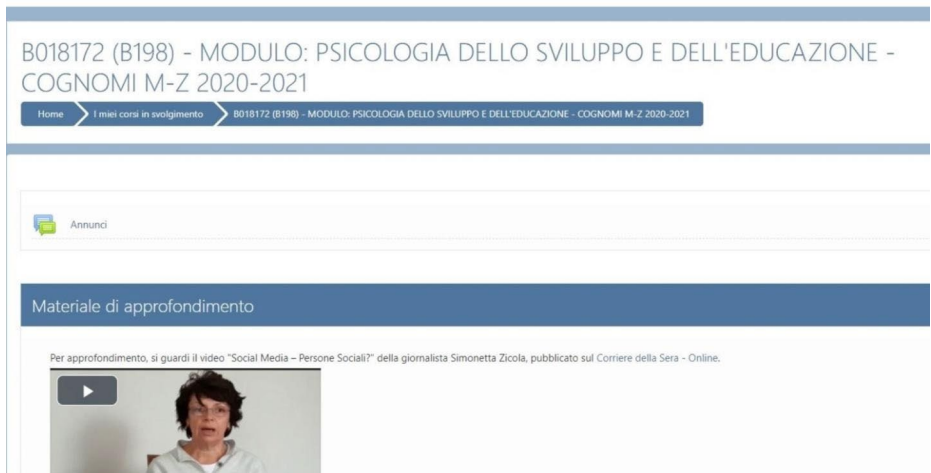 B018172 (B198) - MODULO: PSICOLOGIA DELLO SVILUPPO E DELL'EDUCAZIONE -
COGNOMI M-Z 2020-2021
Home I miei corsi in svolgimento B018172 (B198) - MODULO: PSICOLOGIA DELLO SVILUPPO E DELL'EDUCAZIONE - COGNOMI M-Z 2020-2021
Annunci
Materiale di approfondimento
Per approfondimento, si guardi il video "Social Media – Persone Sociali?" della giornalista Simonetta Zicola, pubblicato sul Corriere della Sera - Online.